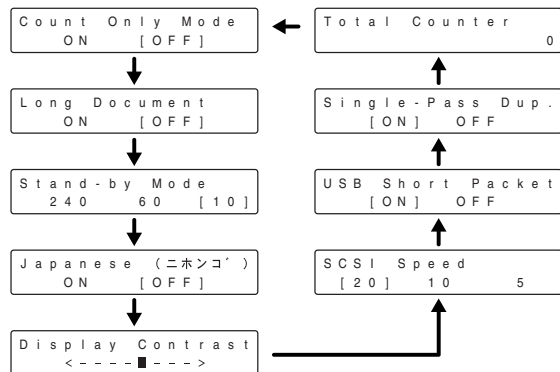 Count Only Mode
ON [OFF]
Long Document
ON [OFF]
Stand-by Mode
240 60 [10]
Japanese (ニホンゴ)
ON [OFF]
Display Contrast
<----█--->
SCSI Speed
[20] 10 5
USB Short Packet
[ON] OFF
Single-Pass Dup.
[ON] OFF
Total Counter
0